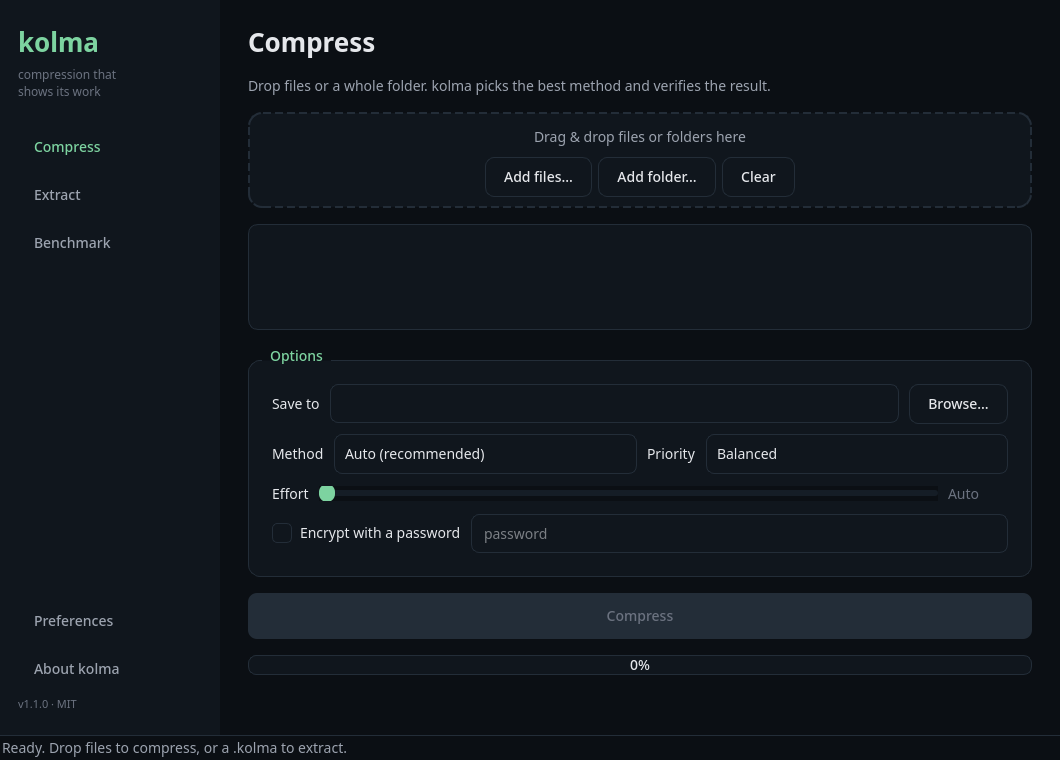 kolma
compression that
shows its work
Compress
Extract
Benchmark
Preferences
About kolma
v1.1.0 · MIT
Compress
Drop files or a whole folder. kolma picks the best method and verifies the result.
Drag & drop files or folders here
Add files... Add folder... Clear
Options
Save to Browse...
Method Auto (recommended) Priority Balanced
Effort Auto
Encrypt with a password password
Compress
0%
Ready. Drop files to compress, or a .kolma to extract.